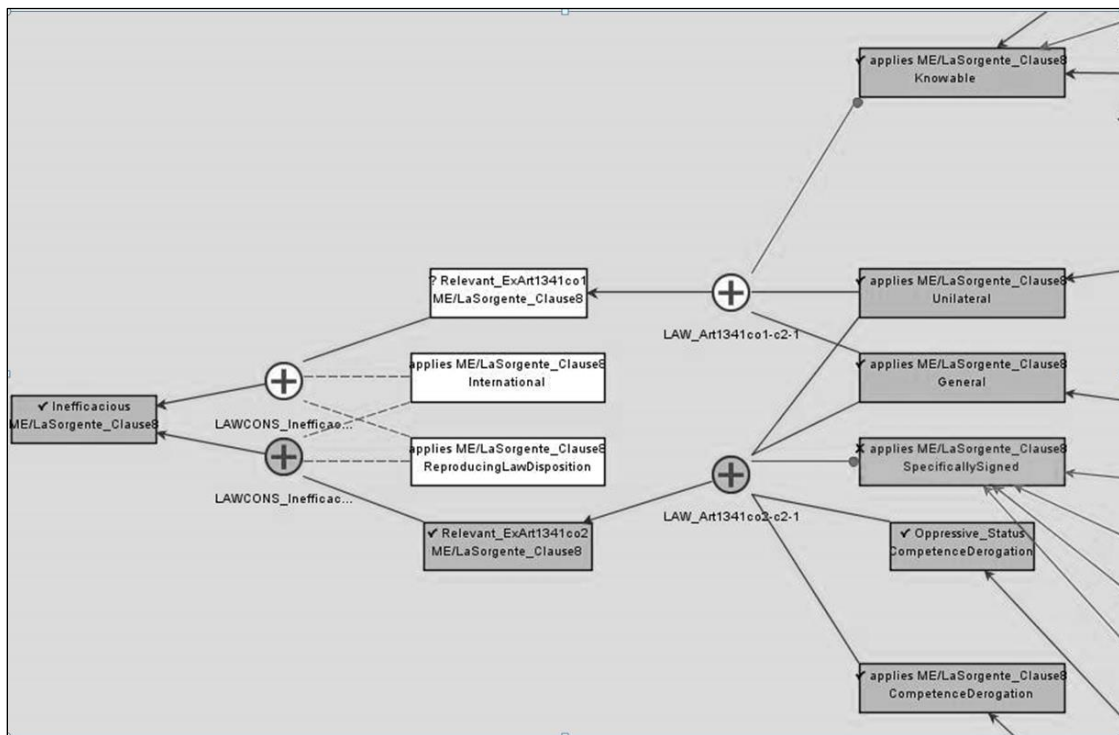 ✔ applies ME/LaSorgente_Clause8
Knowable
? Relevant_ExArt1341co1
ME/LaSorgente_Clause8
✔ applies ME/LaSorgente_Clause8
Unilateral
LAW_Art1341co1-c2-1
applies ME/LaSorgente_Clause8
International
✔ applies ME/LaSorgente_Clause8
General
✔ Inefficacious
ME/LaSorgente_Clause8
LAWCONS_Inefficac...
applies ME/LaSorgente_Clause8
ReproducingLawDisposition
✘ applies ME/LaSorgente_Clause8
SpecificallySigned
LAWCONS_Inefficac...
LAW_Art1341co2-c2-1
✔ Relevant_ExArt1341co2
ME/LaSorgente_Clause8
✔ Oppressive_Status
CompetenceDerogation
✔ applies ME/LaSorgente_Clause8
CompetenceDerogation